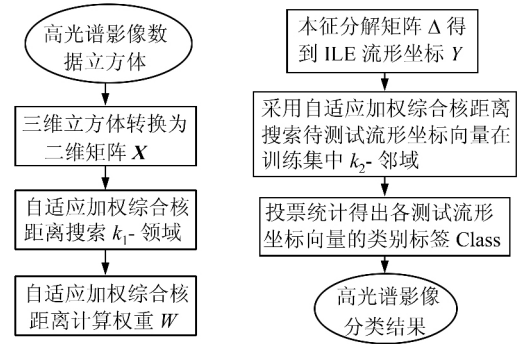 高光谱影像数
据立方体
三维立方体转换为
二维矩阵 X
自适应加权综合核
距离搜索 k₁- 领域
自适应加权综合核
距离计算权重 W
本征分解矩阵 Δ 得
到 ILE 流形坐标 Y
采用自适应加权综合核距离
搜索待测试流形坐标向量在
训练集中 k₂- 邻域
投票统计得出各测试流形
坐标向量的类别标签 Class
高光谱影像
分类结果